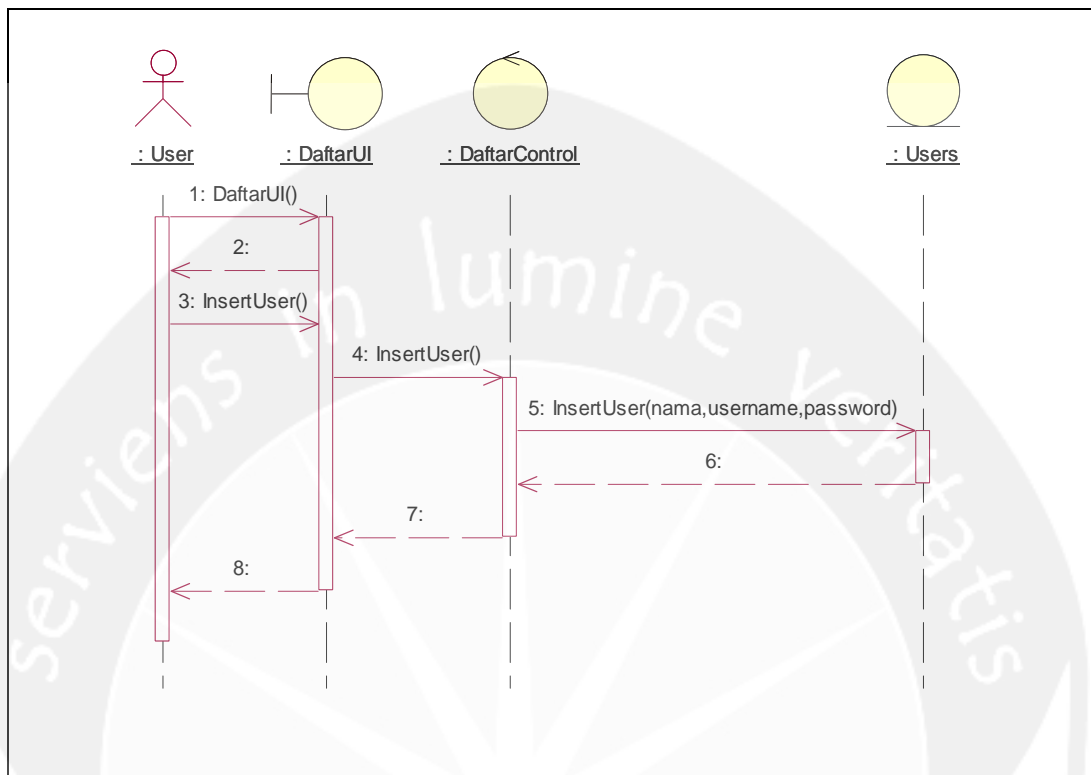 : User
: DaftarUI
: DaftarControl
: Users
1: DaftarUI()
2:
3: InsertUser()
4: InsertUser()
5: InsertUser(nama,username,password)
6:
7:
8:
serviens in lumine veritatis